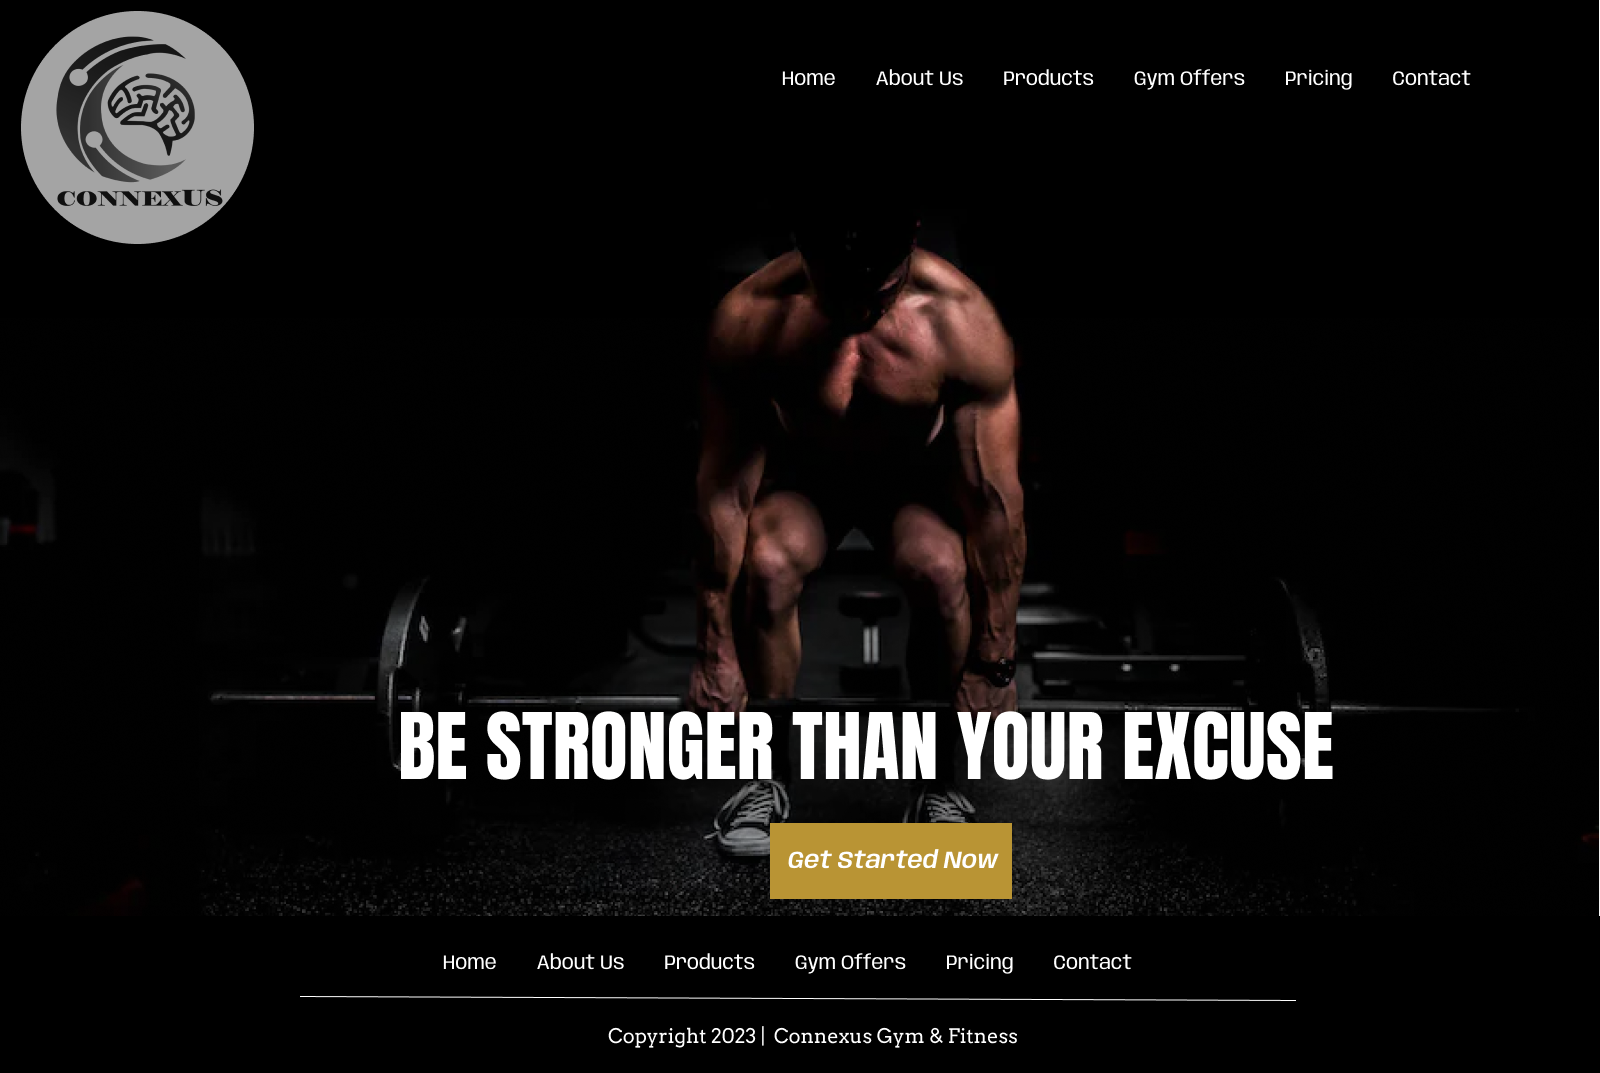 CONNEXUS
Home About Us Products Gym Offers Pricing Contact
BE STRONGER THAN YOUR EXCUSE
Get Started Now
Home About Us Products Gym Offers Pricing Contact
Copyright 2023 | Connexus Gym & Fitness